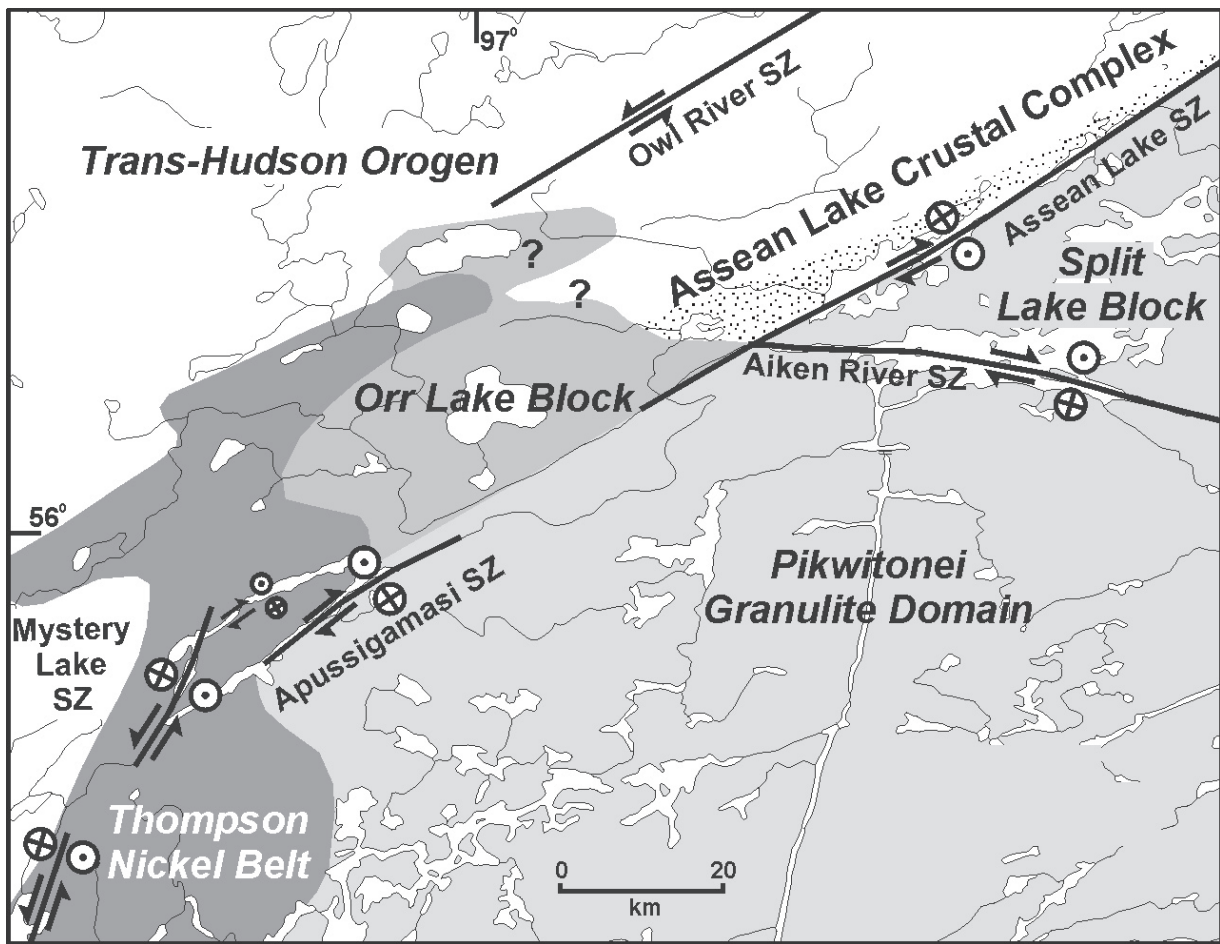 97°
Owl River SZ
Trans-Hudson Orogen
Assean Lake Crustal Complex
Assean Lake SZ
?
?
Split
Lake Block
Aiken River SZ
Orr Lake Block
56°
Pikwitonei
Granulite Domain
Mystery
Lake
SZ
Apussigamasi SZ
Thompson
Nickel Belt
0 20
km